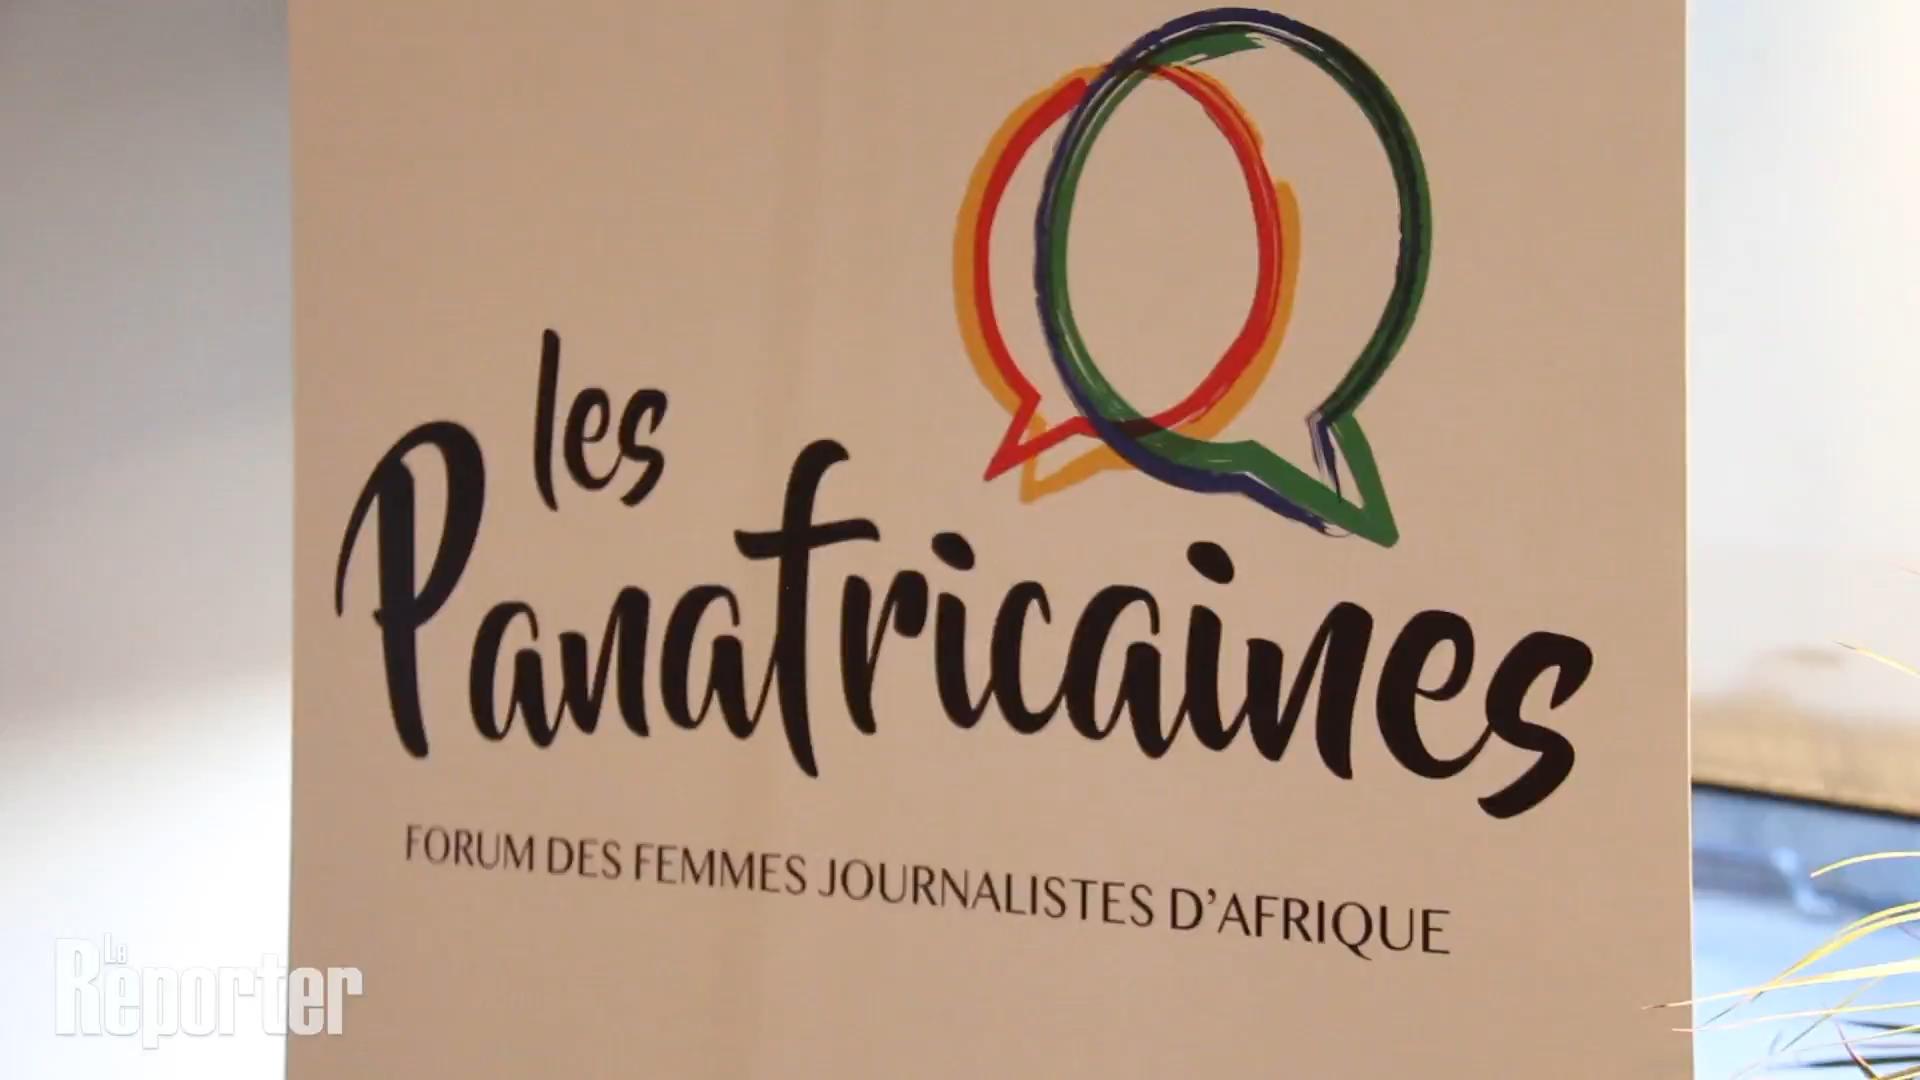 les
Panafricaines
FORUM DES FEMMES JOURNALISTES D'AFRIQUE
Le
Reporter